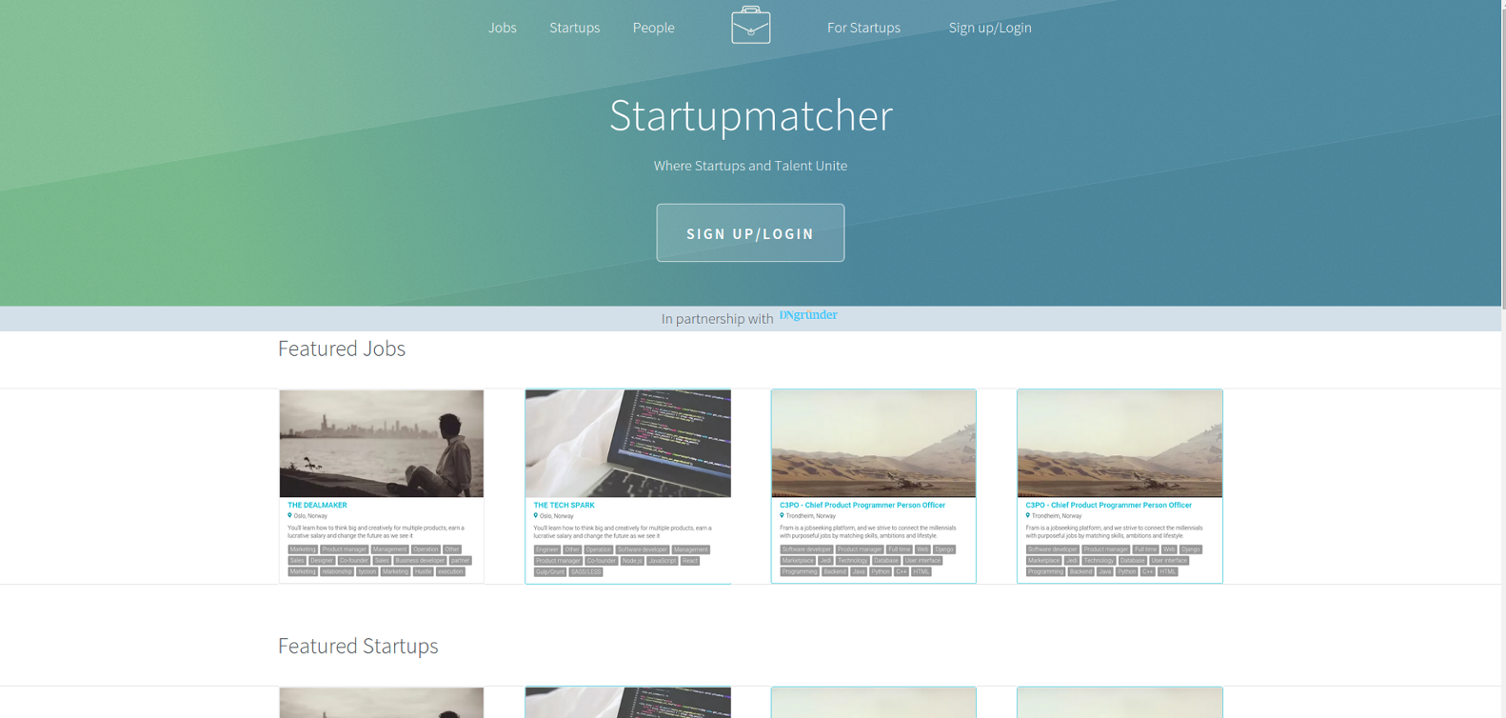 Jobs Startups People For Startups Sign up/Login
Startupmatcher
Where Startups and Talent Unite
SIGN UP/LOGIN
In partnership with DNgründer
Featured Jobs
THE DEALMAKER
Oslo, Norway
You'll learn how to think big and creatively for multiple products, earn a
lucrative salary and change the future as we see it
Marketing Product manager Management Operation Other
Sales Designer Co-founder Sales Business developer partner
Marketing relationship tycoon Marketing Hustle execution
THE TECH SPARK
Oslo, Norway
You'll learn how to think big and creatively for multiple products, earn a
lucrative salary and change the future as we see it
Engineer Other Operation Software developer Management
Product manager Co-founder Node.js JavaScript React
Gulp/Grunt SASS/LESS
C3PO - Chief Product Programmer Person Officer
Trondheim, Norway
Fram is a jobseeking platform, and we strive to connect the millennials
with purposeful jobs by matching skills, ambitions and lifestyle.
Software developer Product manager Full time Web Django
Marketplace Jed Technology Database User interface
Programming Backend Java Python C++ HTML
C3PO - Chief Product Programmer Person Officer
Trondheim, Norway
Fram is a jobseeking platform, and we strive to connect the millennials
with purposeful jobs by matching skills, ambitions and lifestyle.
Software developer Product manager Full time Web Django
Marketplace Jed Technology Database User interface
Programming Backend Java Python C++ HTML
Featured Startups